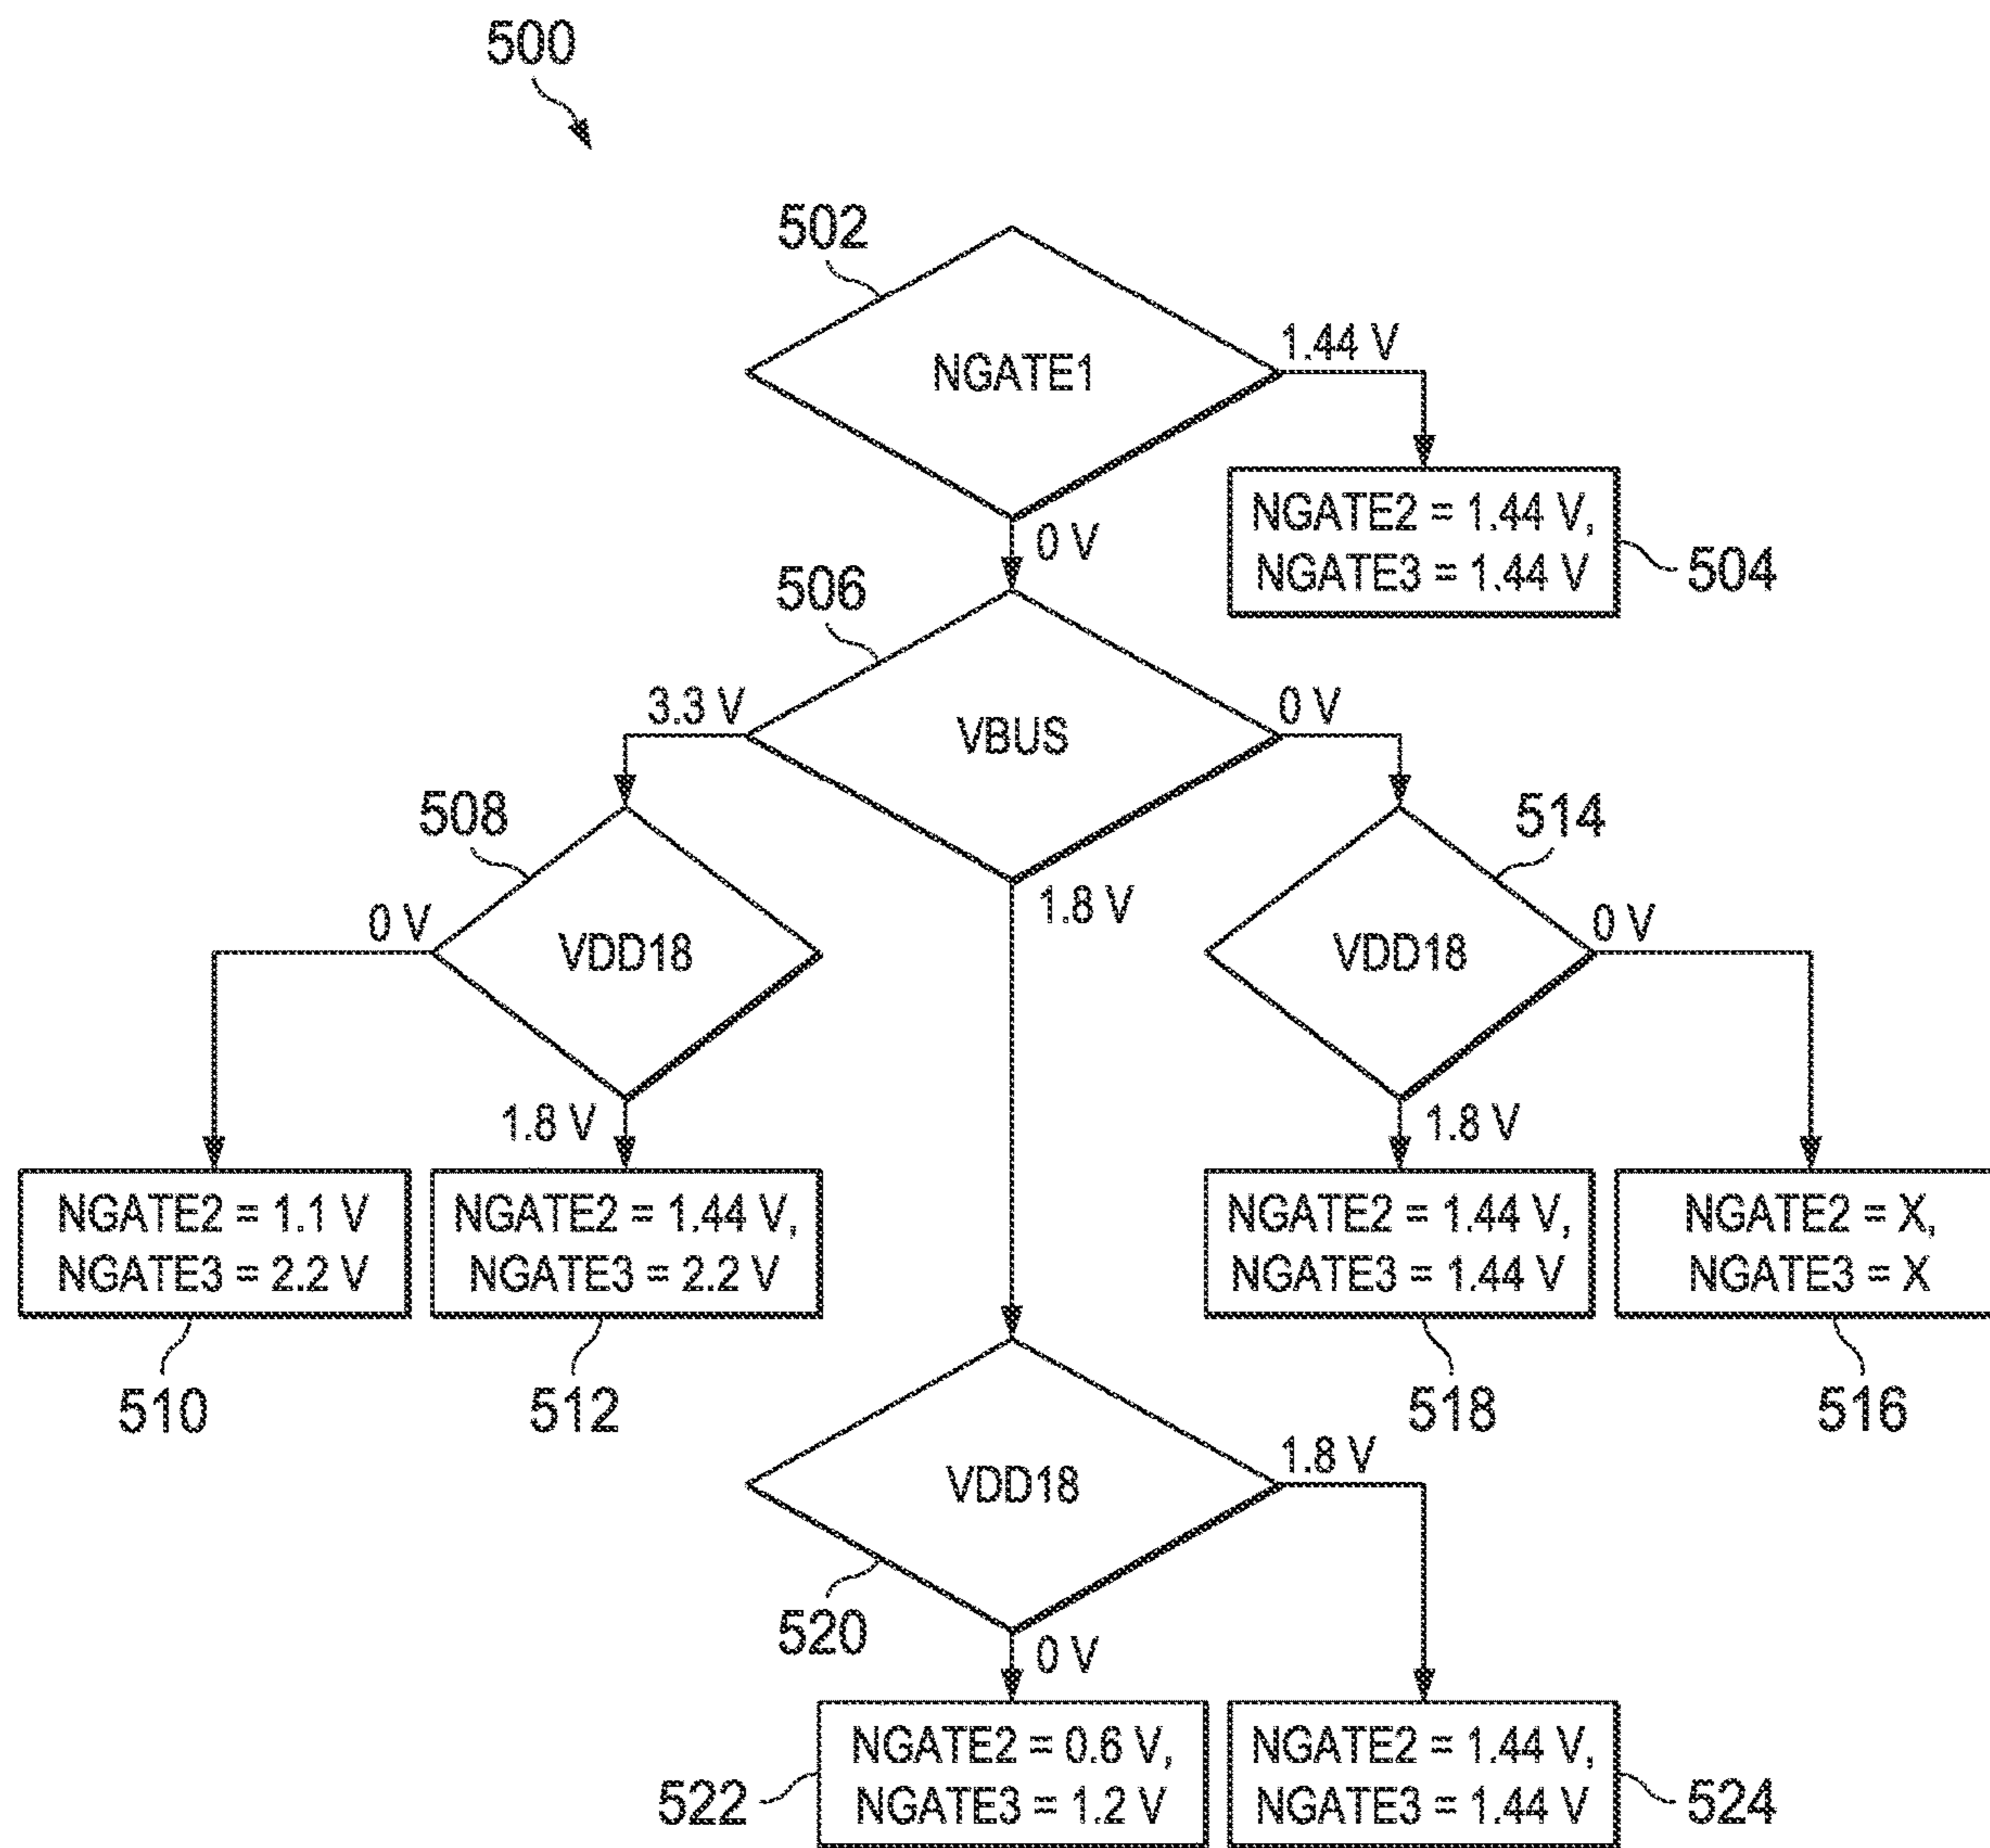 500
502
1.44 V
NGATE1
NGATE2 = 1.44 V,
NGATE3 = 1.44 V
504
0 V
506
3.3 V
VBUS
0 V
508
514
0 V
1.8 V
0 V
VDD18
VDD18
1.8 V
1.8 V
NGATE2 = 1.1 V
NGATE3 = 2.2 V
NGATE2 = 1.44 V,
NGATE3 = 2.2 V
NGATE2 = 1.44 V,
NGATE3 = 1.44 V
NGATE2 = X,
NGATE3 = X
510
512
518
516
1.8 V
VDD18
520
0 V
NGATE2 = 0.6 V,
NGATE3 = 1.2 V
NGATE2 = 1.44 V,
NGATE3 = 1.44 V
522
524